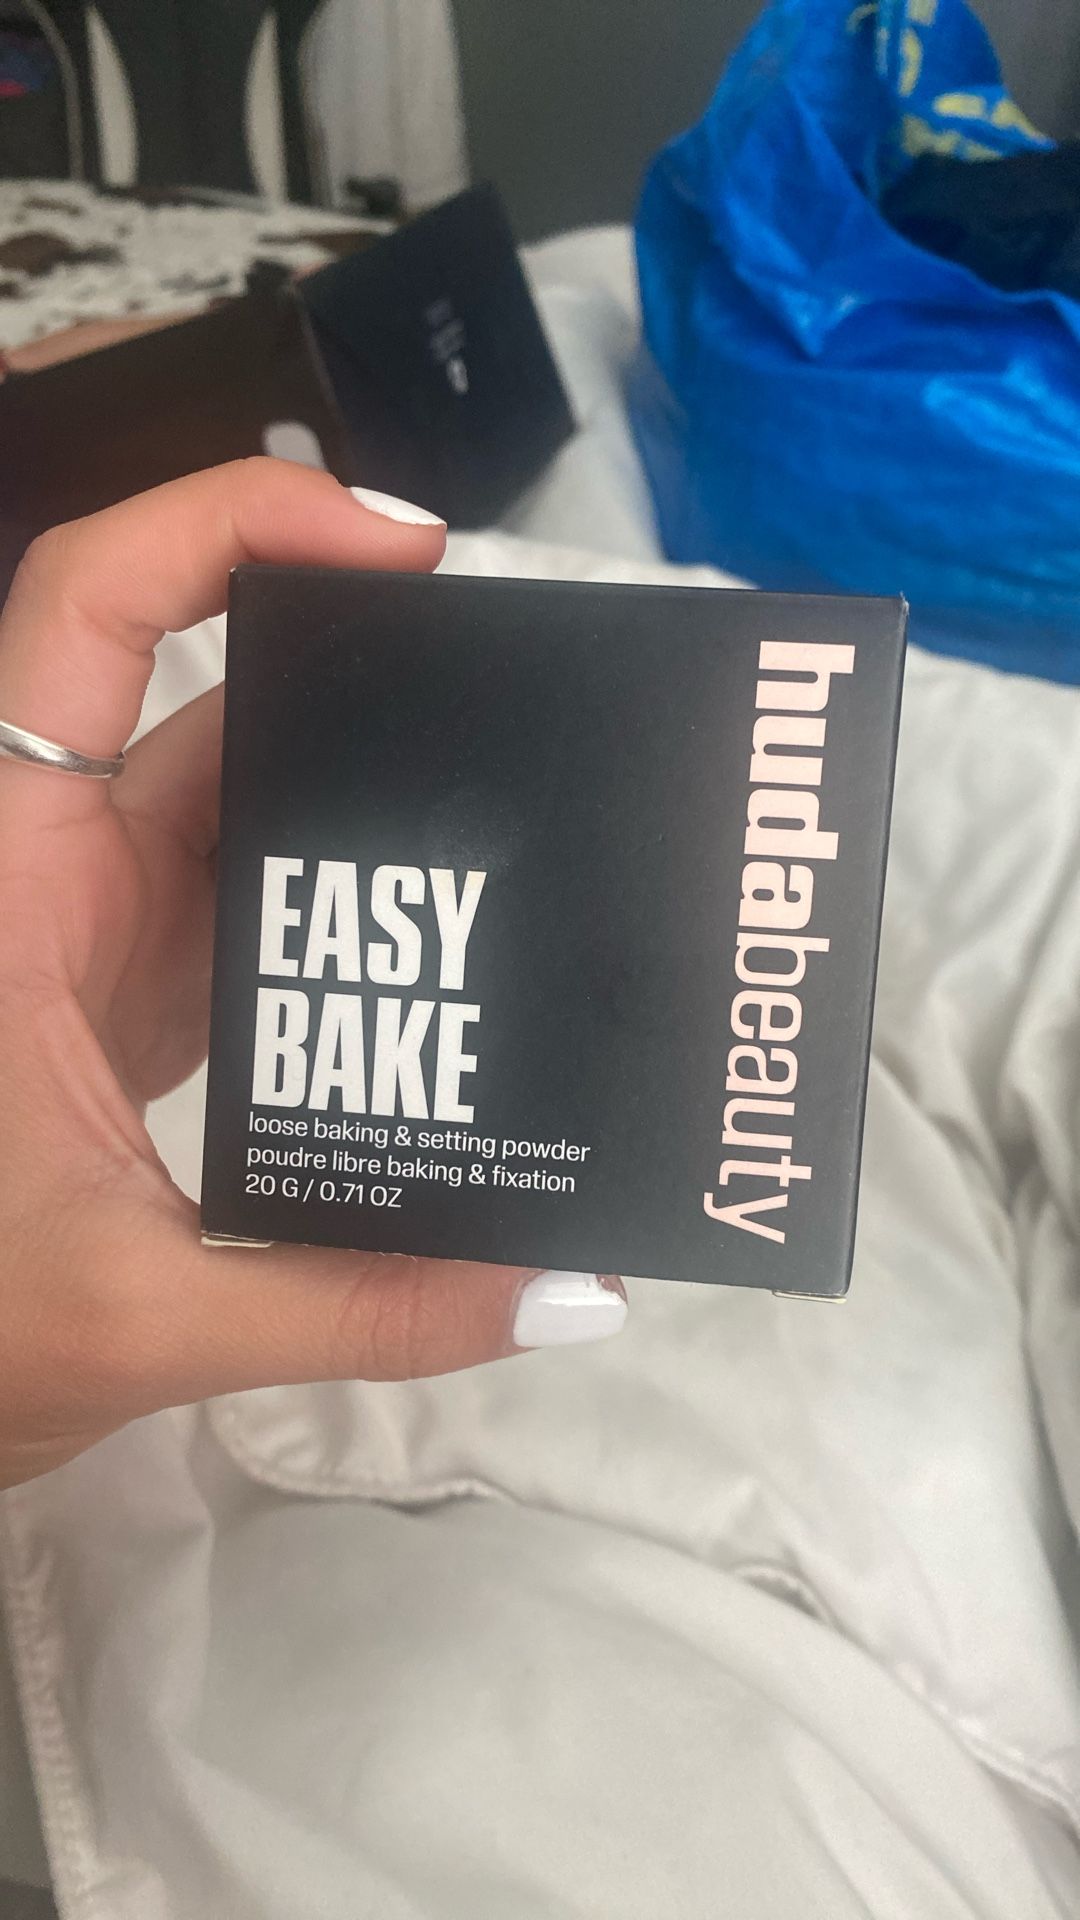 EASY
BAKE
loose baking & setting powder
poudre libre baking & fixation
20 G / 0.71 OZ
hudabeauty